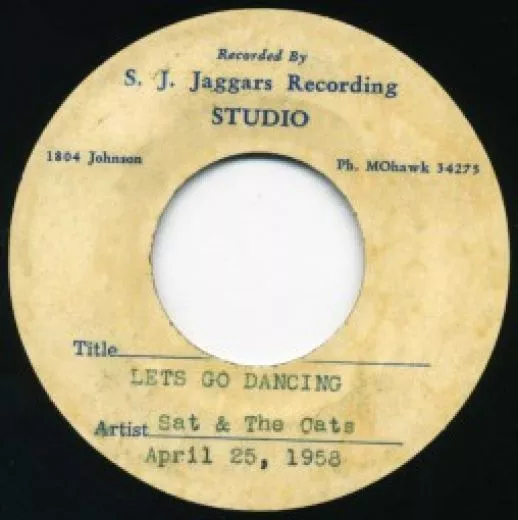 Recorded By
S. J. Jaggars Recording
STUDIO
1804 Johnson
Ph. MOhawk 34275
Title
LETS GO DANCING
Artist Sat & The Cats
April 25, 1958